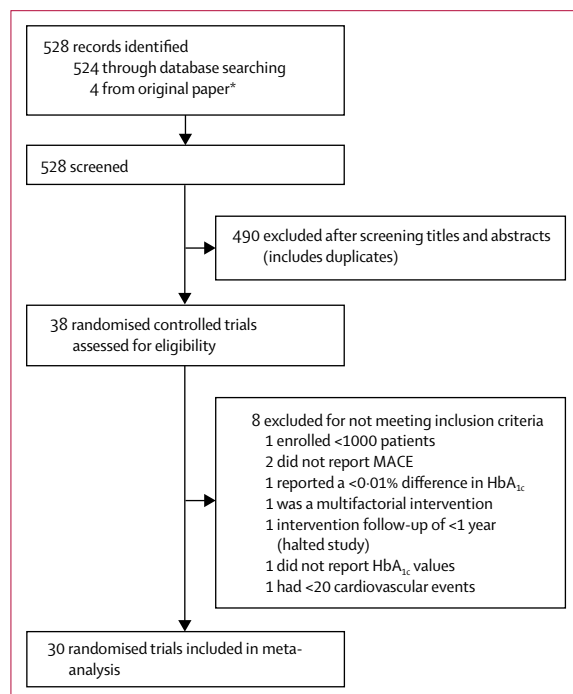 528 records identified
524 through database searching
4 from original paper*
528 screened
490 excluded after screening titles and abstracts
(includes duplicates)
38 randomised controlled trials
assessed for eligibility
8 excluded for not meeting inclusion criteria
1 enrolled <1000 patients
2 did not report MACE
1 reported a <0·01% difference in HbA1c
1 was a multifactorial intervention
1 intervention follow-up of <1 year
(halted study)
1 did not report HbA1c values
1 had <20 cardiovascular events
30 randomised trials included in meta-
analysis